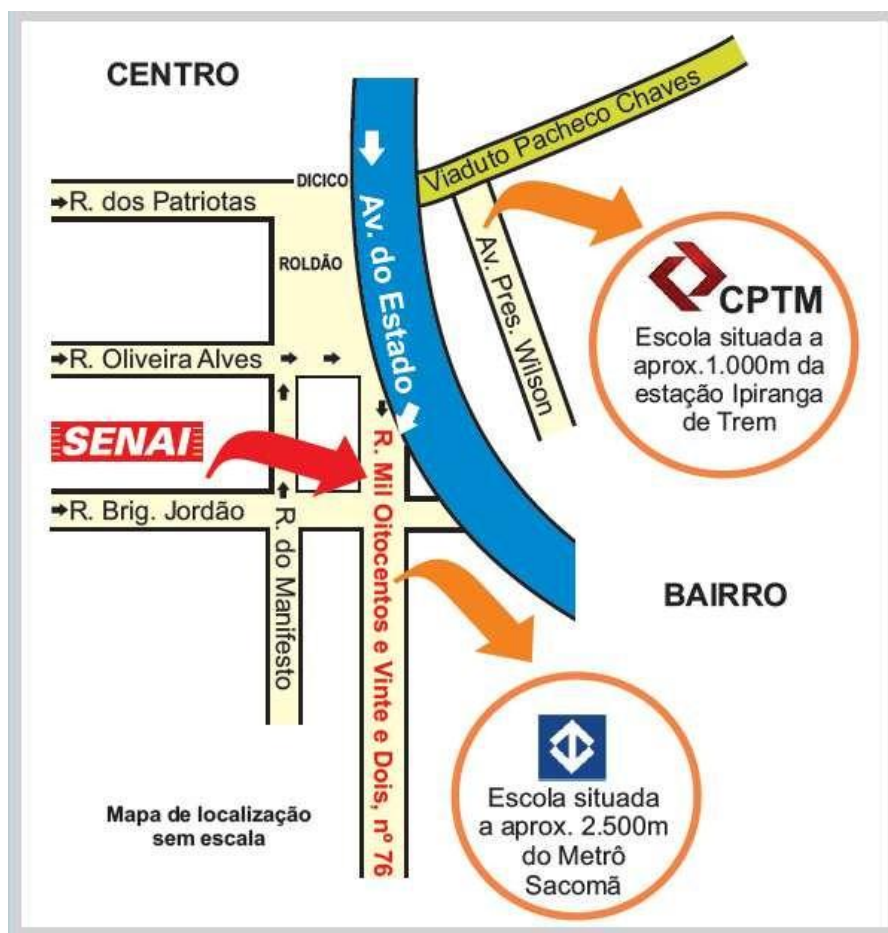 CENTRO
Viaduto Pacheco Chaves
DICICO
R. dos Patriotas
Av. do Estado
ROLDÃO
Av. Pres. Wilson
CPTM
Escola situada a
aprox.1.000m da
estação Ipiranga
de Trem
R. Oliveira Alves
SENAI
R. Brig. Jordão
R. do Manifesto
R. Mil Oitocentos e Vinte e Dois, nº 76
BAIRRO
Escola situada
a aprox. 2.500m
do Metrô
Sacomã
Mapa de localização
sem escala